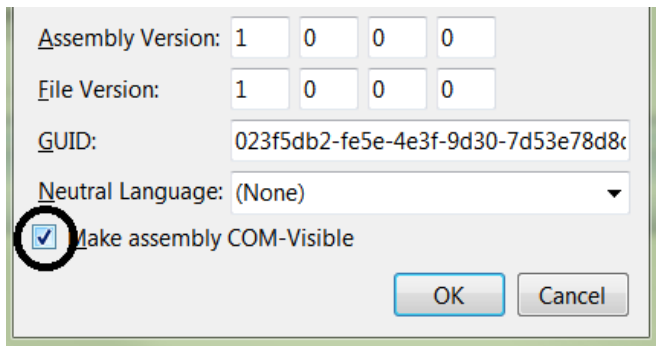 Assembly Version: 1 0 0 0
File Version: 1 0 0 0
GUID: 023f5db2-fe5e-4e3f-9d30-7d53e78d8
Neutral Language: (None)
Make assembly COM-Visible
OK Cancel